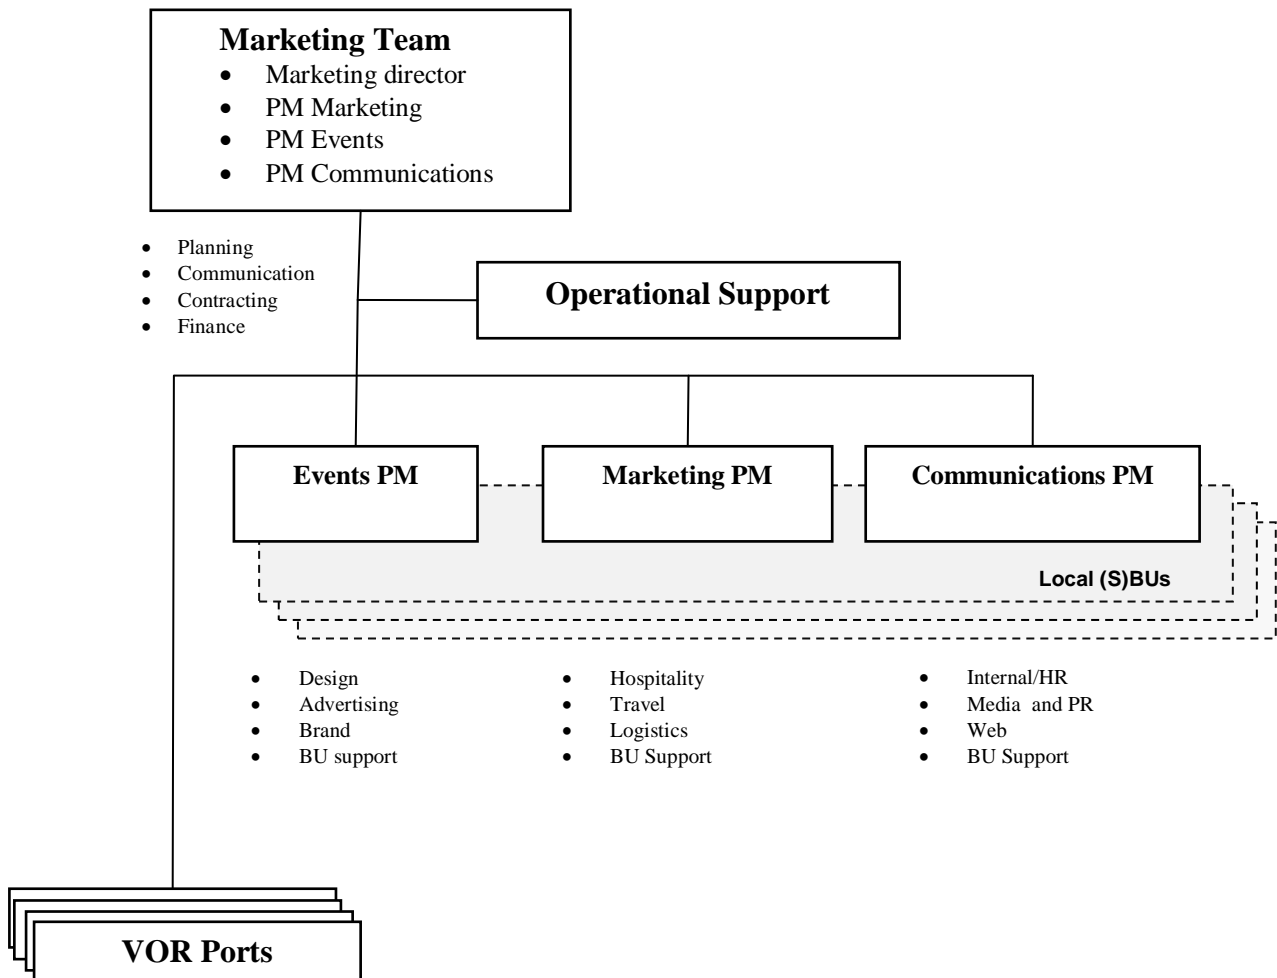 Marketing Team
• Marketing director
• PM Marketing
• PM Events
• PM Communications
• Planning
• Communication
• Contracting
• Finance
Operational Support
Events PM
Marketing PM
Communications PM
Local (S)BUs
• Design
• Advertising
• Brand
• BU support
• Hospitality
• Travel
• Logistics
• BU Support
• Internal/HR
• Media  and PR
• Web
• BU Support
VOR Ports